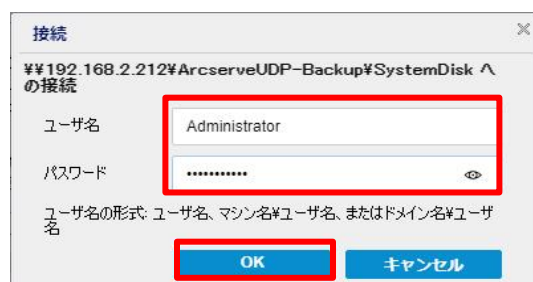 接続
¥¥192.168.2.212¥ArcserveUDP-Backup¥SystemDisk へ
の接続
ユーザ名
Administrator
パスワード
•••••••••••
ユーザ名の形式: ユーザ名、マシン名¥ユーザ名、またはドメイン名¥ユーザ
名
OK
キャンセル